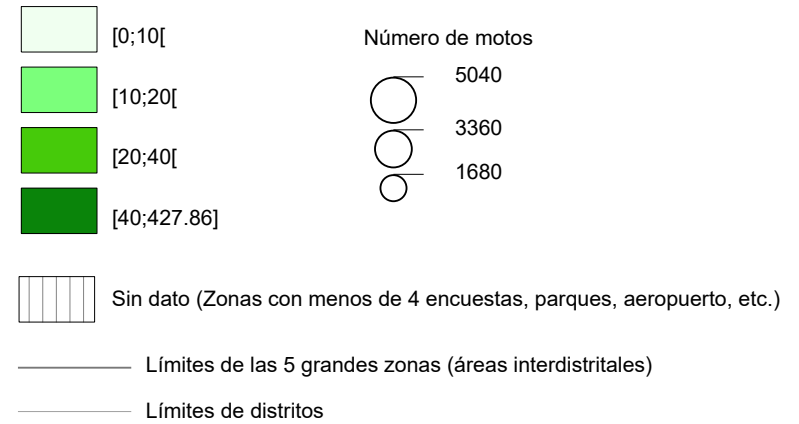 [0;10[
[10;20[
[20;40[
[40;427.86]
Número de motos
5040
3360
1680
Sin dato (Zonas con menos de 4 encuestas, parques, aeropuerto, etc.)
Límites de las 5 grandes zonas (áreas interdistritales)
Límites de distritos